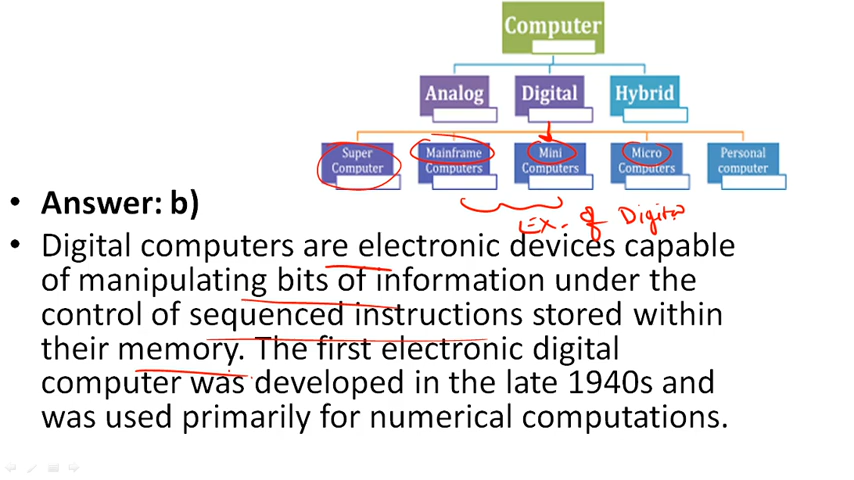 Computer
Analog Digital Hybrid
Super Mainframe Mini Micro Personal
Computer Computers Computers Computers computer
Ex. of Digital
• Answer: b)
• Digital computers are electronic devices capable
of manipulating bits of information under the
control of sequenced instructions stored within
their memory. The first electronic digital
computer was developed in the late 1940s and
was used primarily for numerical computations.